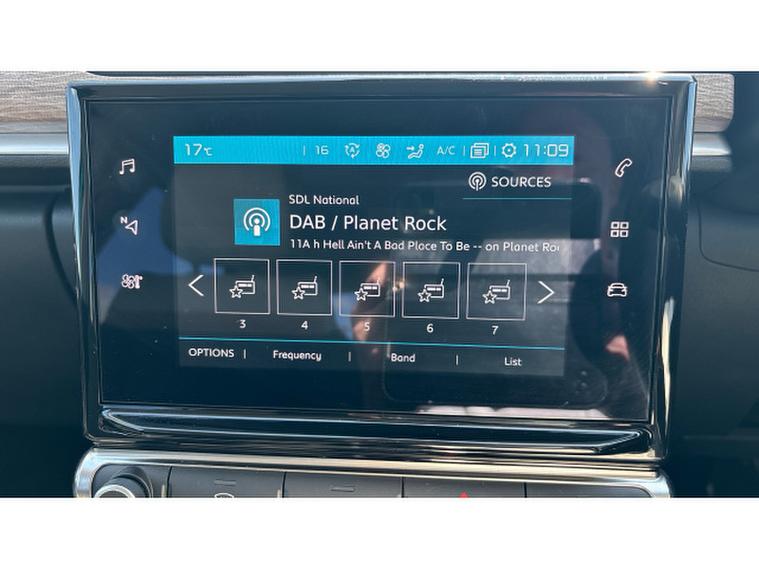 17°C 16 A A/C 11:09
SOURCES
SDL National
DAB / Planet Rock
11A h Hell Ain't A Bad Place To Be -- on Planet Ro
N
3 4 5 6 7
OPTIONS Frequency Band List